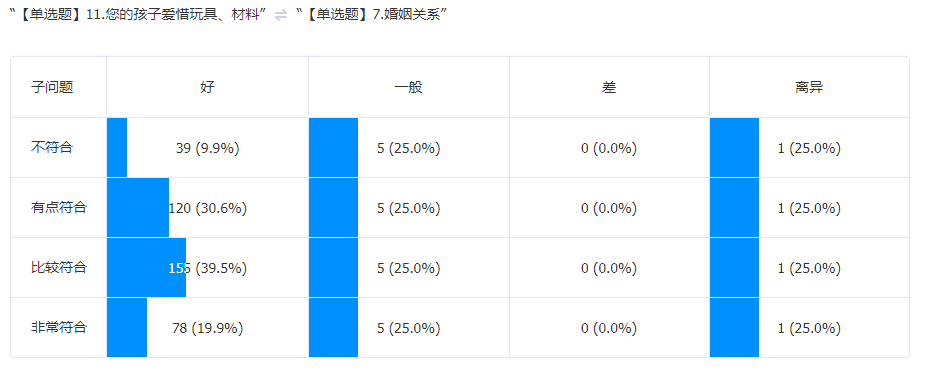 “【单选题】11.您的孩子爱惜玩具、材料” ⇌ “【单选题】7.婚姻关系”
子问题 好 一般 差 离异
不符合 39 (9.9%) 5 (25.0%) 0 (0.0%) 1 (25.0%)
有点符合 120 (30.6%) 5 (25.0%) 0 (0.0%) 1 (25.0%)
比较符合 155 (39.5%) 5 (25.0%) 0 (0.0%) 1 (25.0%)
非常符合 78 (19.9%) 5 (25.0%) 0 (0.0%) 1 (25.0%)